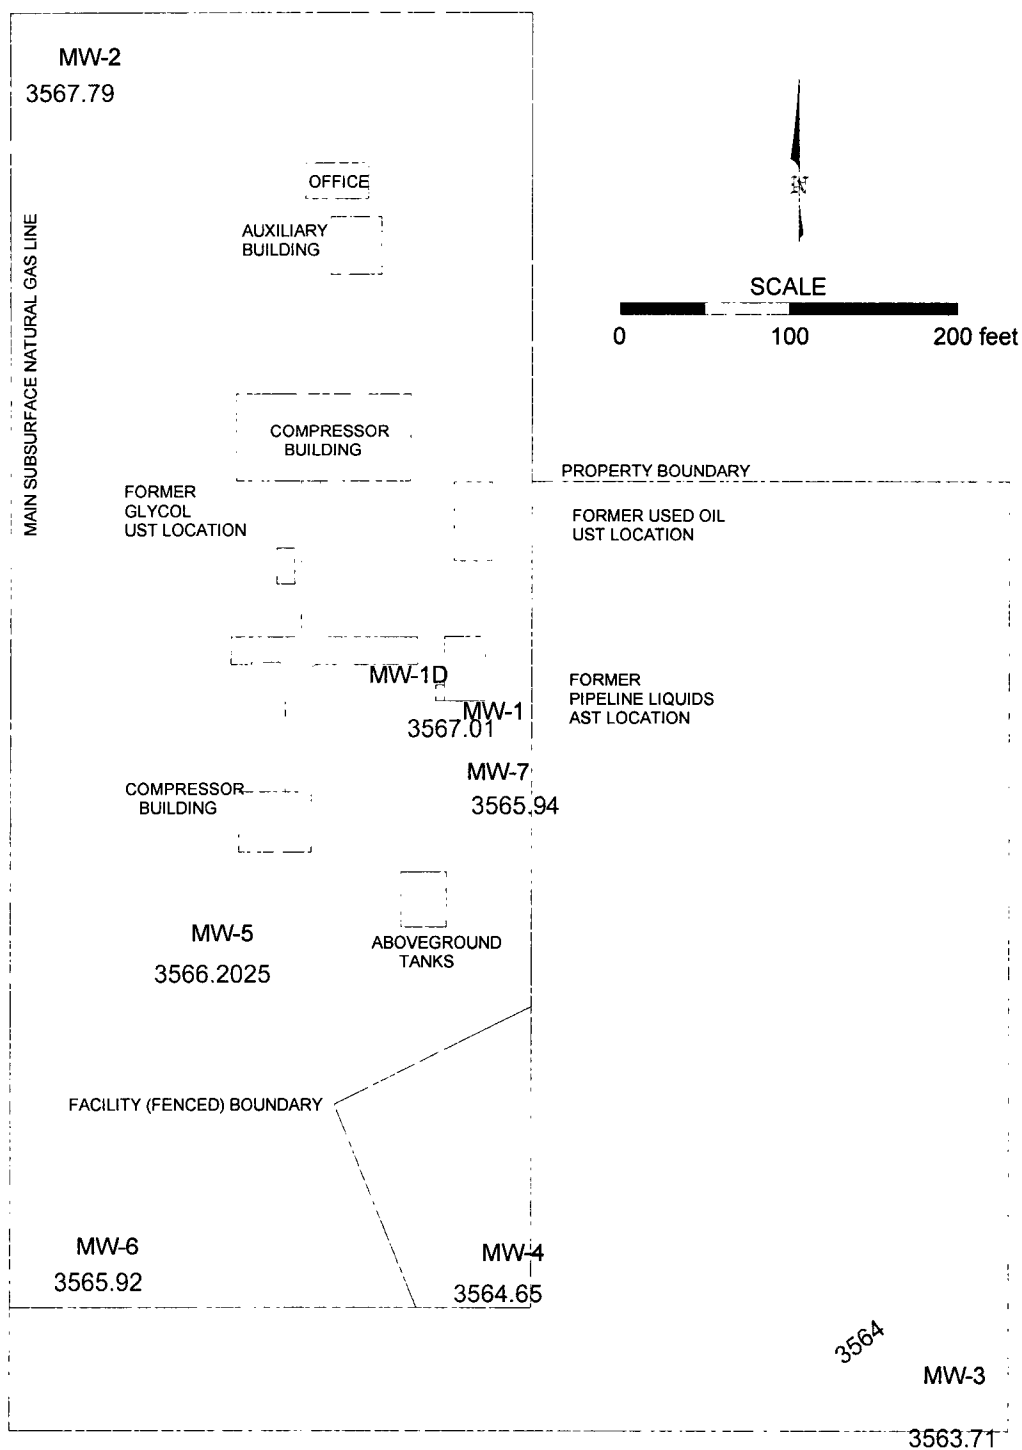 MW-2
3567.79
OFFICE
AUXILIARY
BUILDING
MAIN SUBSURFACE NATURAL GAS LINE
N
SCALE
0 100 200 feet
COMPRESSOR
BUILDING
PROPERTY BOUNDARY
FORMER
GLYCOL
UST LOCATION
FORMER USED OIL
UST LOCATION
MW-1D
FORMER
PIPELINE LIQUIDS
AST LOCATION
MW-1
3567.01
MW-7
3565.94
COMPRESSOR
BUILDING
MW-5
3566.2025
ABOVEGROUND
TANKS
FACILITY (FENCED) BOUNDARY
MW-6
3565.92
MW-4
3564.65
3564
MW-3
3563.71